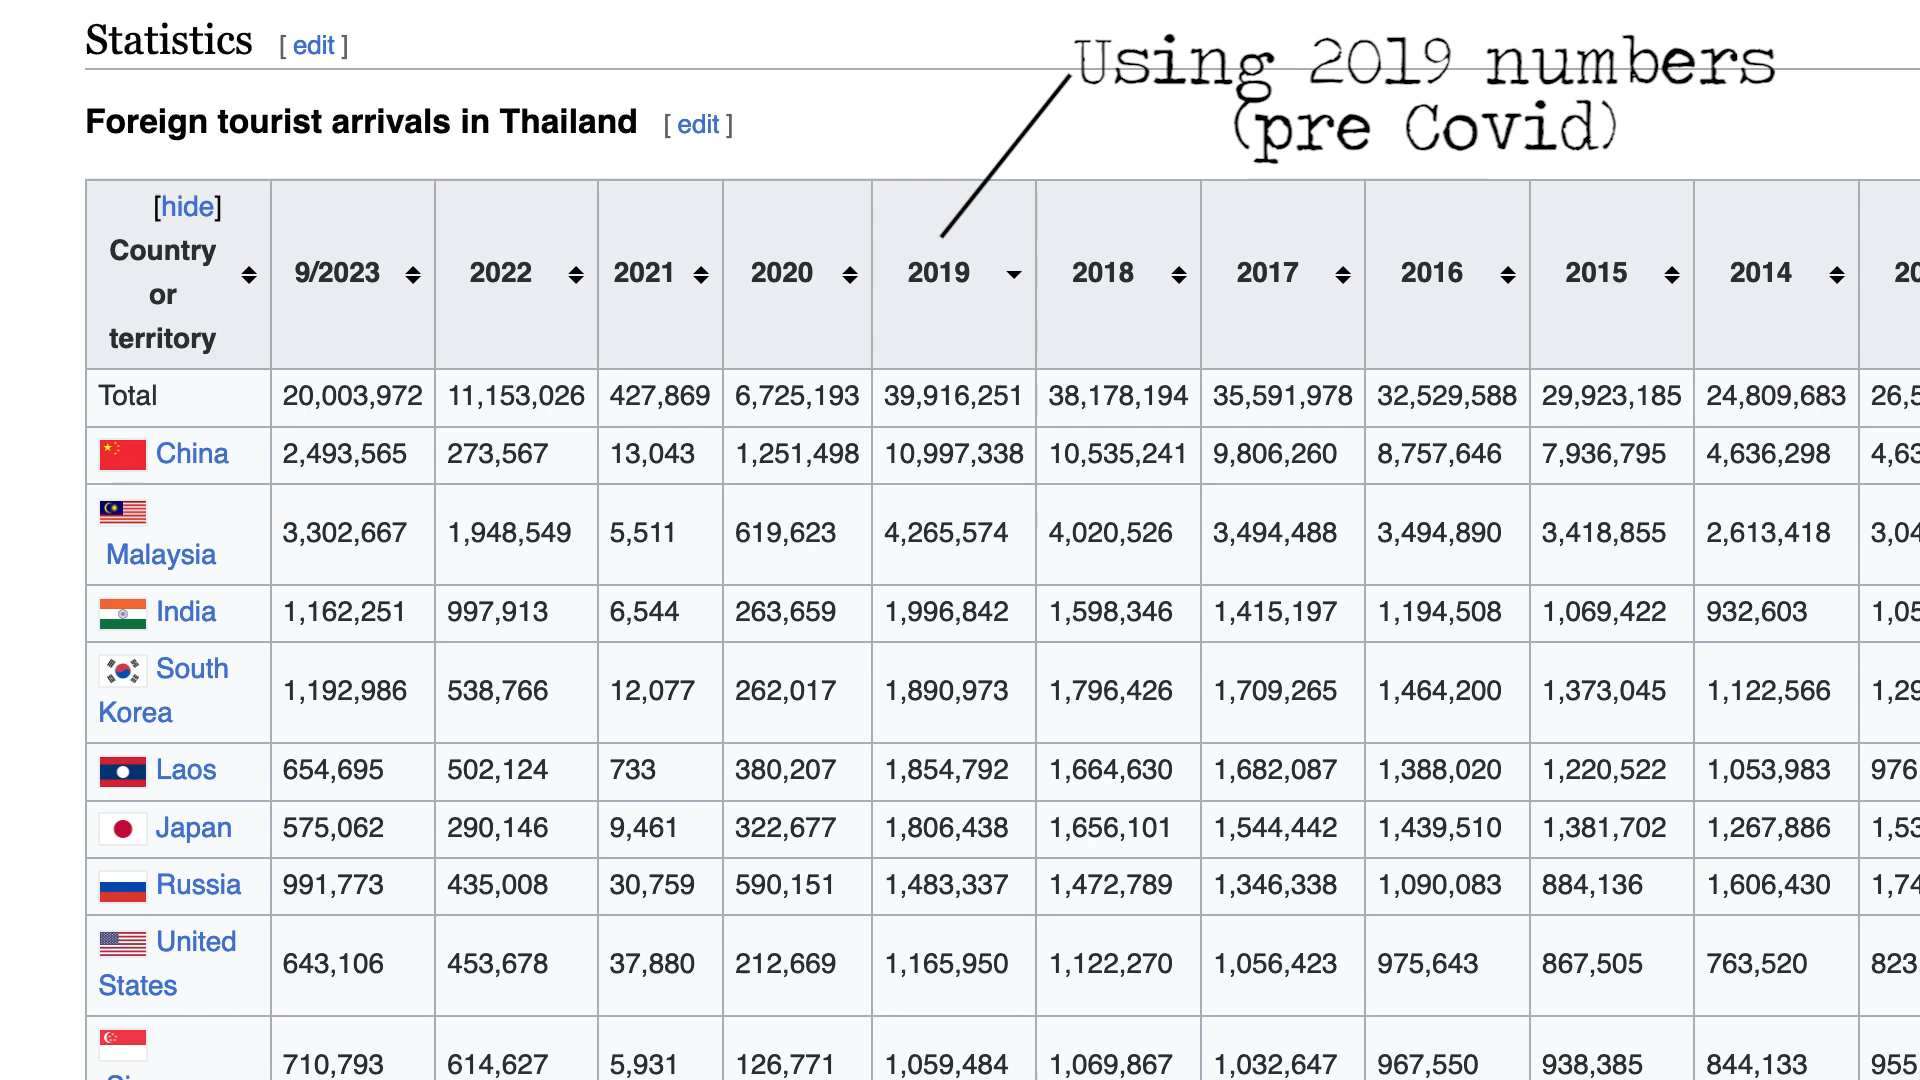 Statistics [ edit ]
Using 2019 numbers
(pre Covid)
Foreign tourist arrivals in Thailand [ edit ]
[hide]
Country
or
territory
9/2023 2022 2021 2020 2019 2018 2017 2016 2015 2014 20
Total 20,003,972 11,153,026 427,869 6,725,193 39,916,251 38,178,194 35,591,978 32,529,588 29,923,185 24,809,683 26,5
China 2,493,565 273,567 13,043 1,251,498 10,997,338 10,535,241 9,806,260 8,757,646 7,936,795 4,636,298 4,63
Malaysia 3,302,667 1,948,549 5,511 619,623 4,265,574 4,020,526 3,494,488 3,494,890 3,418,855 2,613,418 3,04
India 1,162,251 997,913 6,544 263,659 1,996,842 1,598,346 1,415,197 1,194,508 1,069,422 932,603 1,05
South
Korea 1,192,986 538,766 12,077 262,017 1,890,973 1,796,426 1,709,265 1,464,200 1,373,045 1,122,566 1,29
Laos 654,695 502,124 733 380,207 1,854,792 1,664,630 1,682,087 1,388,020 1,220,522 1,053,983 976
Japan 575,062 290,146 9,461 322,677 1,806,438 1,656,101 1,544,442 1,439,510 1,381,702 1,267,886 1,53
Russia 991,773 435,008 30,759 590,151 1,483,337 1,472,789 1,346,338 1,090,083 884,136 1,606,430 1,74
United
States 643,106 453,678 37,880 212,669 1,165,950 1,122,270 1,056,423 975,643 867,505 763,520 823
710,793 614,627 5,931 126,771 1,059,484 1,069,867 1,032,647 967,550 938,385 844,133 955